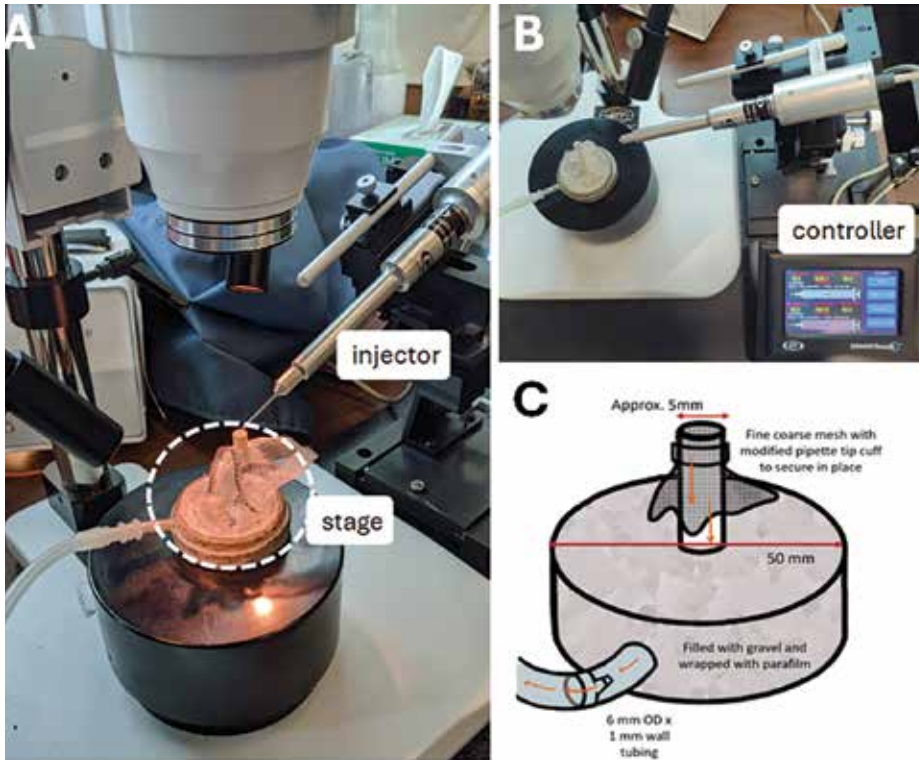 A
injector
stage
B
controller
C
Approx. 5mm
Fine coarse mesh with
modified pipette tip cuff
to secure in place
50 mm
Filled with gravel and
wrapped with parafilm
6 mm OD x
1 mm wall
tubing